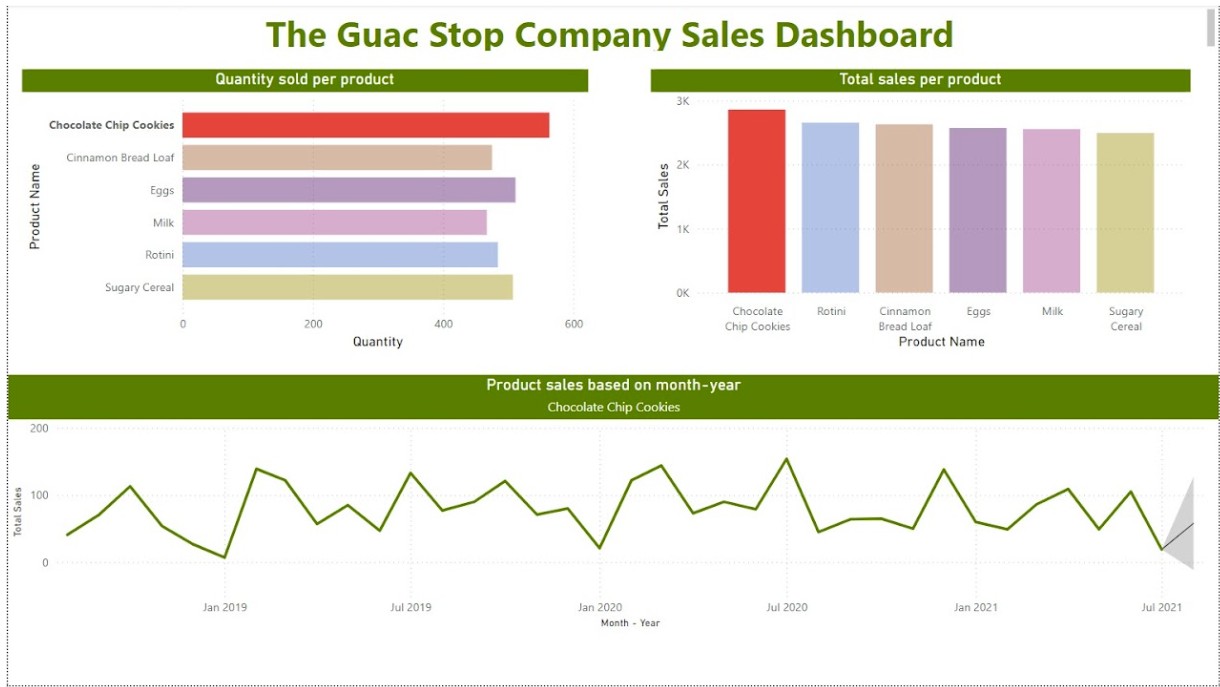 The Guac Stop Company Sales Dashboard
Quantity sold per product
Product Name
Chocolate Chip Cookies
Cinnamon Bread Loaf
Eggs
Milk
Rotini
Sugary Cereal
0 200 400 600
Quantity
Total sales per product
Total Sales
3K
2K
1K
0K
Chocolate Rotini Cinnamon Eggs Milk Sugary
Chip Cookies Bread Loaf Cereal
Product Name
Product sales based on month-year
Chocolate Chip Cookies
Total Sales
200
100
0
Jan 2019 Jul 2019 Jan 2020 Jul 2020 Jan 2021 Jul 2021
Month - Year